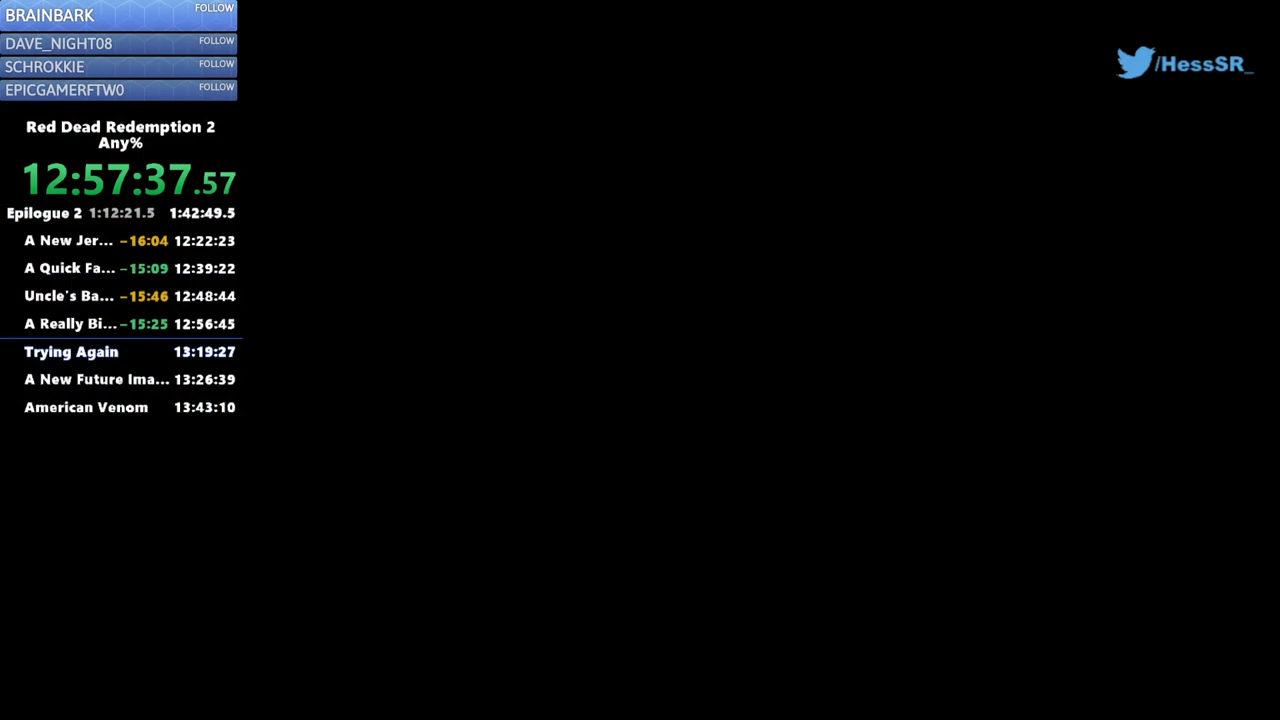 BRAINBARK FOLLOW
DAVE_NIGHT08 FOLLOW
SCHROKKIE FOLLOW
EPICGAMERFTW0 FOLLOW
/HessSR_
Red Dead Redemption 2
Any%
12:57:37.57
Epilogue 2 1:12:21.5 1:42:49.5
A New Jer... -16:04 12:22:23
A Quick Fa... -15:09 12:39:22
Uncle's Ba... -15:46 12:48:44
A Really Bi... -15:25 12:56:45
Trying Again 13:19:27
A New Future Ima... 13:26:39
American Venom 13:43:10